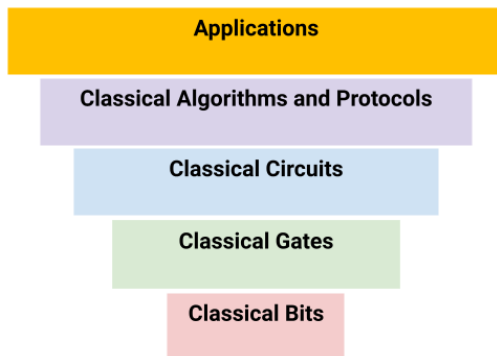 Applications
Classical Algorithms and Protocols
Classical Circuits
Classical Gates
Classical Bits